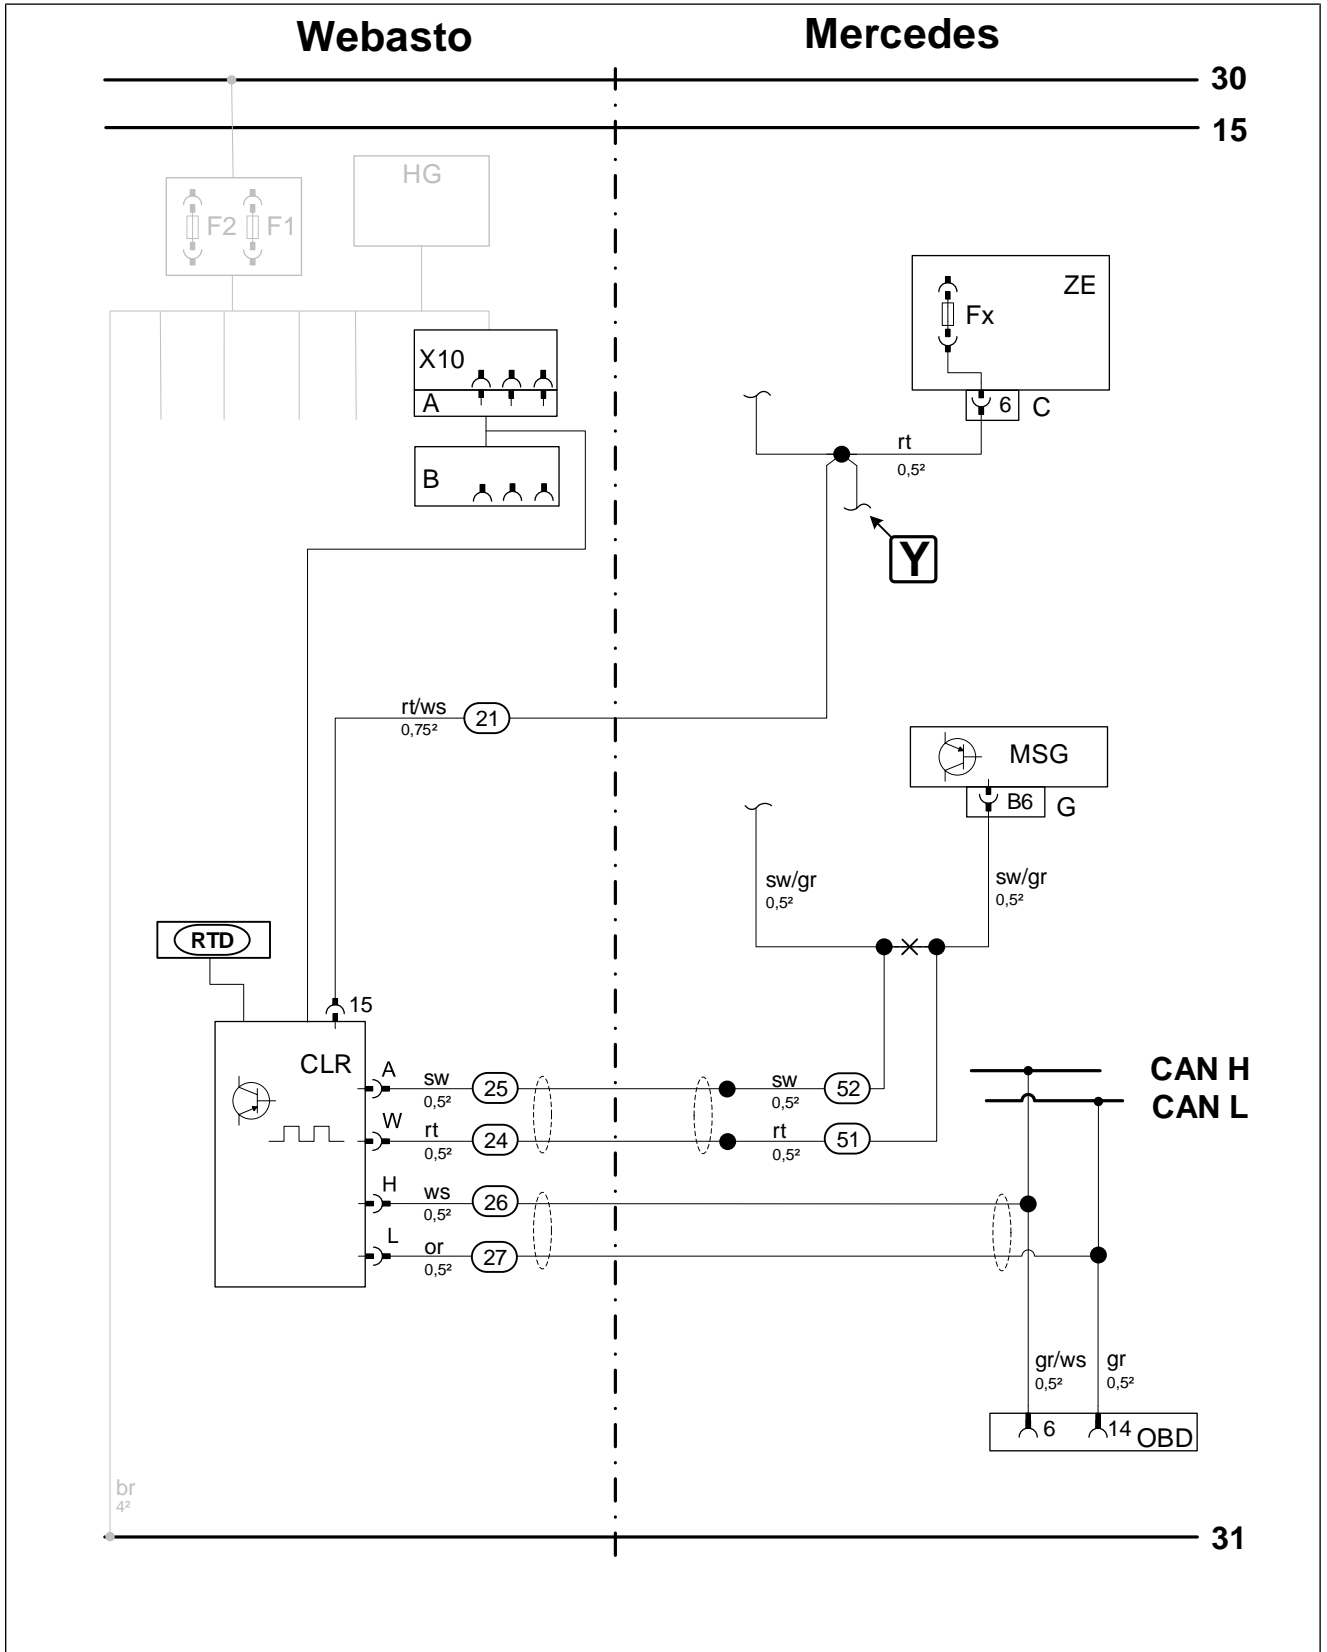 Webasto
Mercedes
30
15
HG
F2
F1
ZE
Fx
X10
A
6
C
rt
0,5²
B
Y
rt/ws
0,75²
21
MSG
B6
G
sw/gr
0,5²
sw/gr
0,5²
RTD
15
CLR
A
sw
0,5²
25
sw
0,5²
52
CAN H
CAN L
W
rt
0,5²
24
rt
0,5²
51
H
ws
0,5²
26
L
or
0,5²
27
gr/ws
0,5²
gr
0,5²
6
14
OBD
br
4²
31